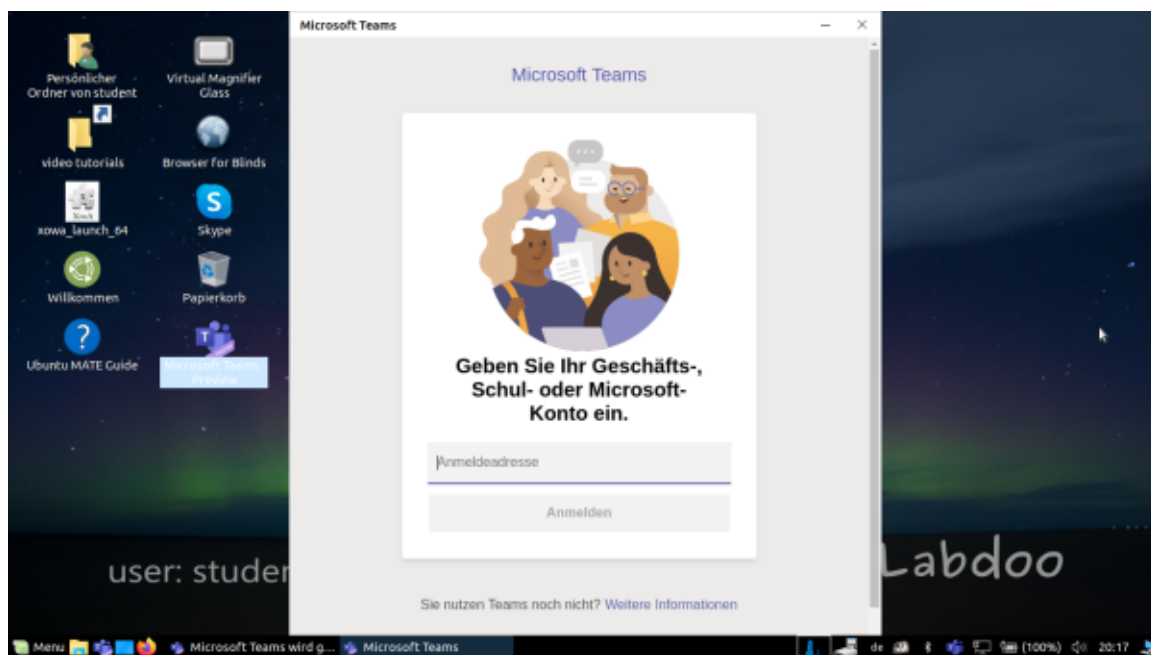 Microsoft Teams
Microsoft Teams
Persönlicher
Ordner von student
Virtual Magnifier
Glass
video tutorials
Browser for Blinds
xowa_launch_64
Skype
Willkommen
Papierkorb
Ubuntu MATE Guide
Microsoft Teams -
Preview
Geben Sie Ihr Geschäfts-,
Schul- oder Microsoft-
Konto ein.
Anmeldeadresse
Anmelden
Sie nutzen Teams noch nicht? Weitere Informationen
user: studen
Labdoo
Menu
Microsoft Teams wird g...
Microsoft Teams
de
(100%)
20:17